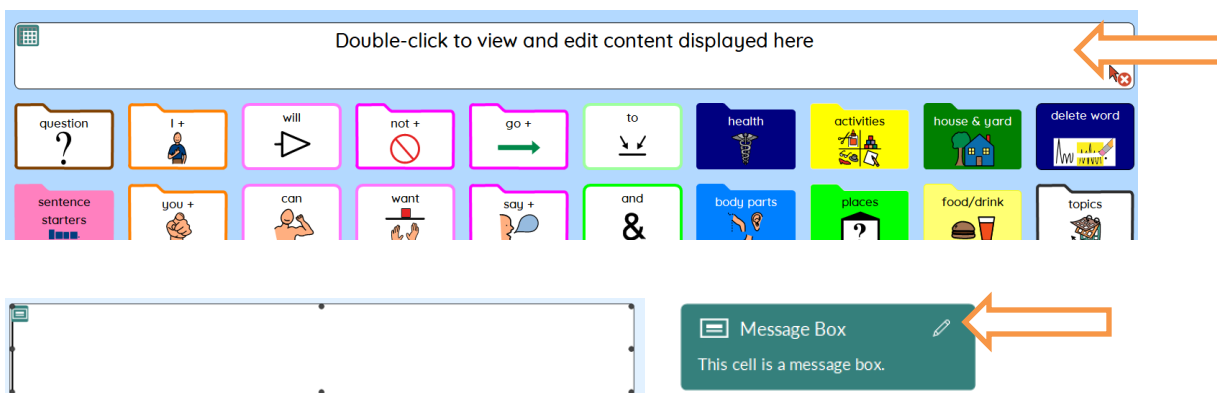 Double-click to view and edit content displayed here
question
I +
will
not +
go +
to
health
activities
house & yard
delete word
?
sentence
starters
you +
can
want
say +
and
body parts
places
food/drink
topics
&
?
Message Box
This cell is a message box.